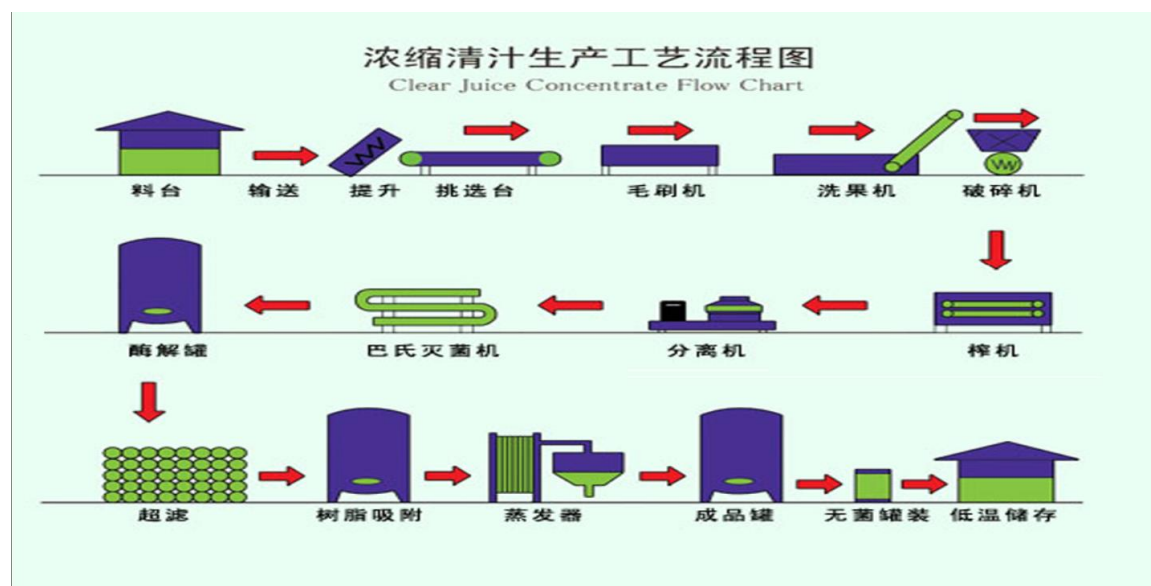 浓缩清汁生产工艺流程图
Clear Juice Concentrate Flow Chart
料台 输送 提升 挑选台 毛刷机 洗果机 破碎机
酶解罐 巴氏灭菌机 分离机 榨机
超滤 树脂吸附 蒸发器 成品罐 无菌罐装 低温储存